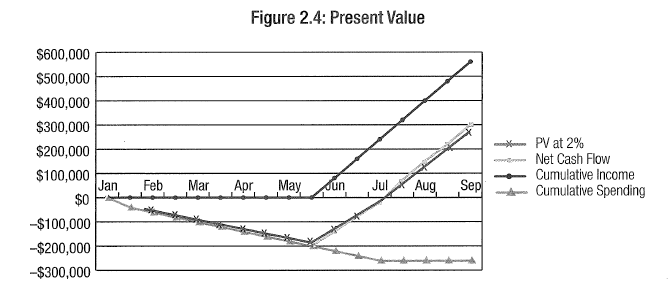 Figure 2.4: Present Value
$600,000
$500,000
$400,000
$300,000
$200,000
$100,000
$0
–$100,000
–$200,000
–$300,000
Jan Feb Mar Apr May Jun Jul Aug Sep
PV at 2%
Net Cash Flow
Cumulative Income
Cumulative Spending